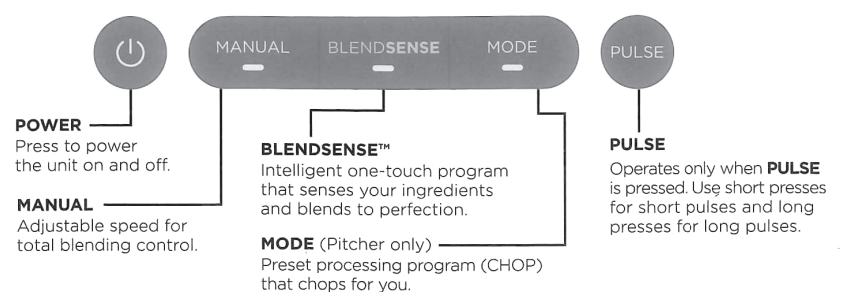 MANUAL
BLENDSENSE
MODE
PULSE
POWER
Press to power
the unit on and off.
MANUAL
Adjustable speed for
total blending control.
BLENDSENSE™
Intelligent one-touch program
that senses your ingredients
and blends to perfection.
MODE (Pitcher only)
Preset processing program (CHOP)
that chops for you.
PULSE
Operates only when PULSE
is pressed. Use short presses
for short pulses and long
presses for long pulses.